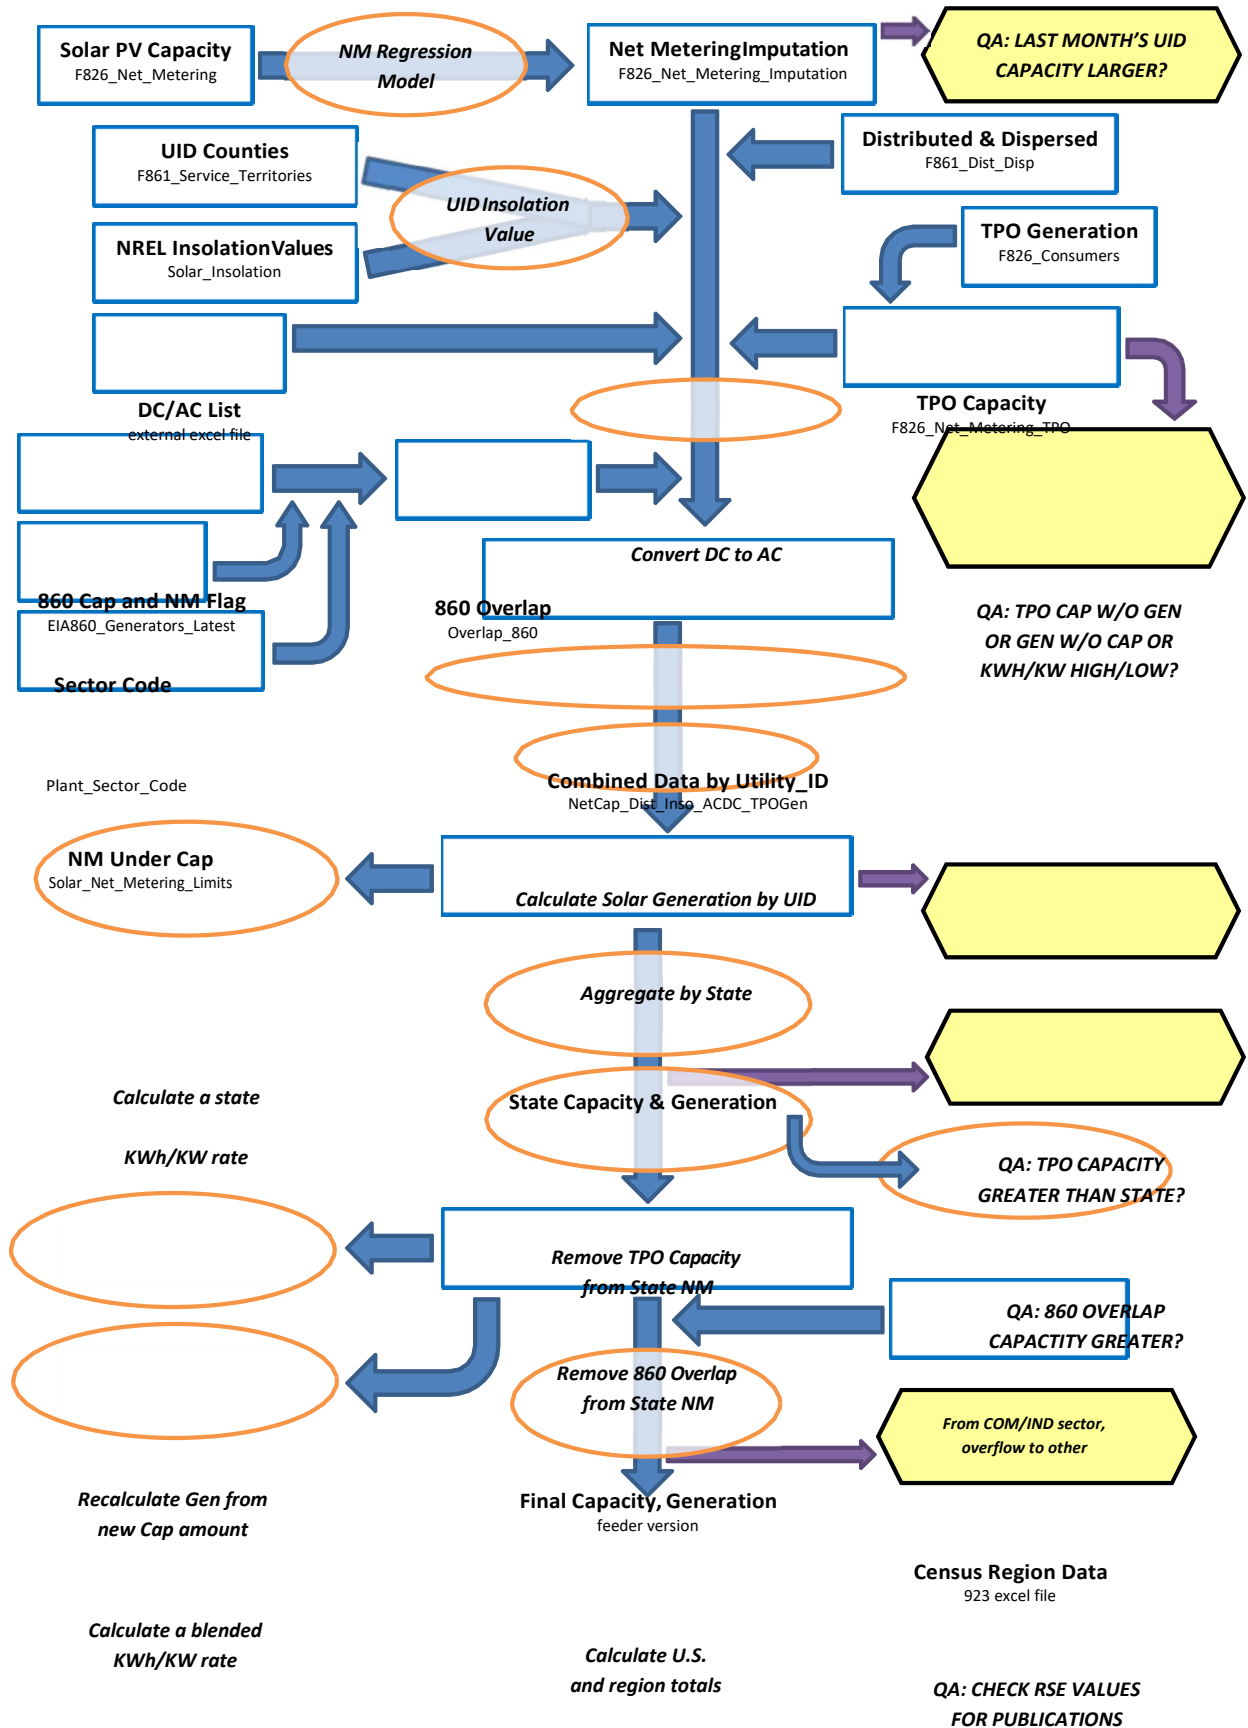 Solar PV Capacity
F826_Net_Metering
NM Regression
Model
Net MeteringImputation
F826_Net_Metering_Imputation
QA: LAST MONTH'S UID
CAPACITY LARGER?
UID Counties
F861_Service_Territories
Distributed & Dispersed
F861_Dist_Disp
UID Insolation
Value
NREL InsolationValues
Solar_Insolation
TPO Generation
F826_Consumers
DC/AC List
external excel file
TPO Capacity
F826_Net_Metering_TPO
Convert DC to AC
860 Cap and NM Flag
EIA860_Generators_Latest
860 Overlap
Overlap_860
QA: TPO CAP W/O GEN
OR GEN W/O CAP OR
KWH/KW HIGH/LOW?
Sector Code
Plant_Sector_Code
Combined Data by Utility_ID
NetCap_Dist_Inso_ACDC_TPOGen
NM Under Cap
Solar_Net_Metering_Limits
Calculate Solar Generation by UID
Aggregate by State
Calculate a state
KWh/KW rate
State Capacity & Generation
QA: TPO CAPACITY
GREATER THAN STATE?
Remove TPO Capacity
from State NM
QA: 860 OVERLAP
CAPACTITY GREATER?
Remove 860 Overlap
from State NM
From COM/IND sector,
overflow to other
Recalculate Gen from
new Cap amount
Final Capacity, Generation
feeder version
Census Region Data
923 excel file
Calculate a blended
KWh/KW rate
Calculate U.S.
and region totals
QA: CHECK RSE VALUES
FOR PUBLICATIONS